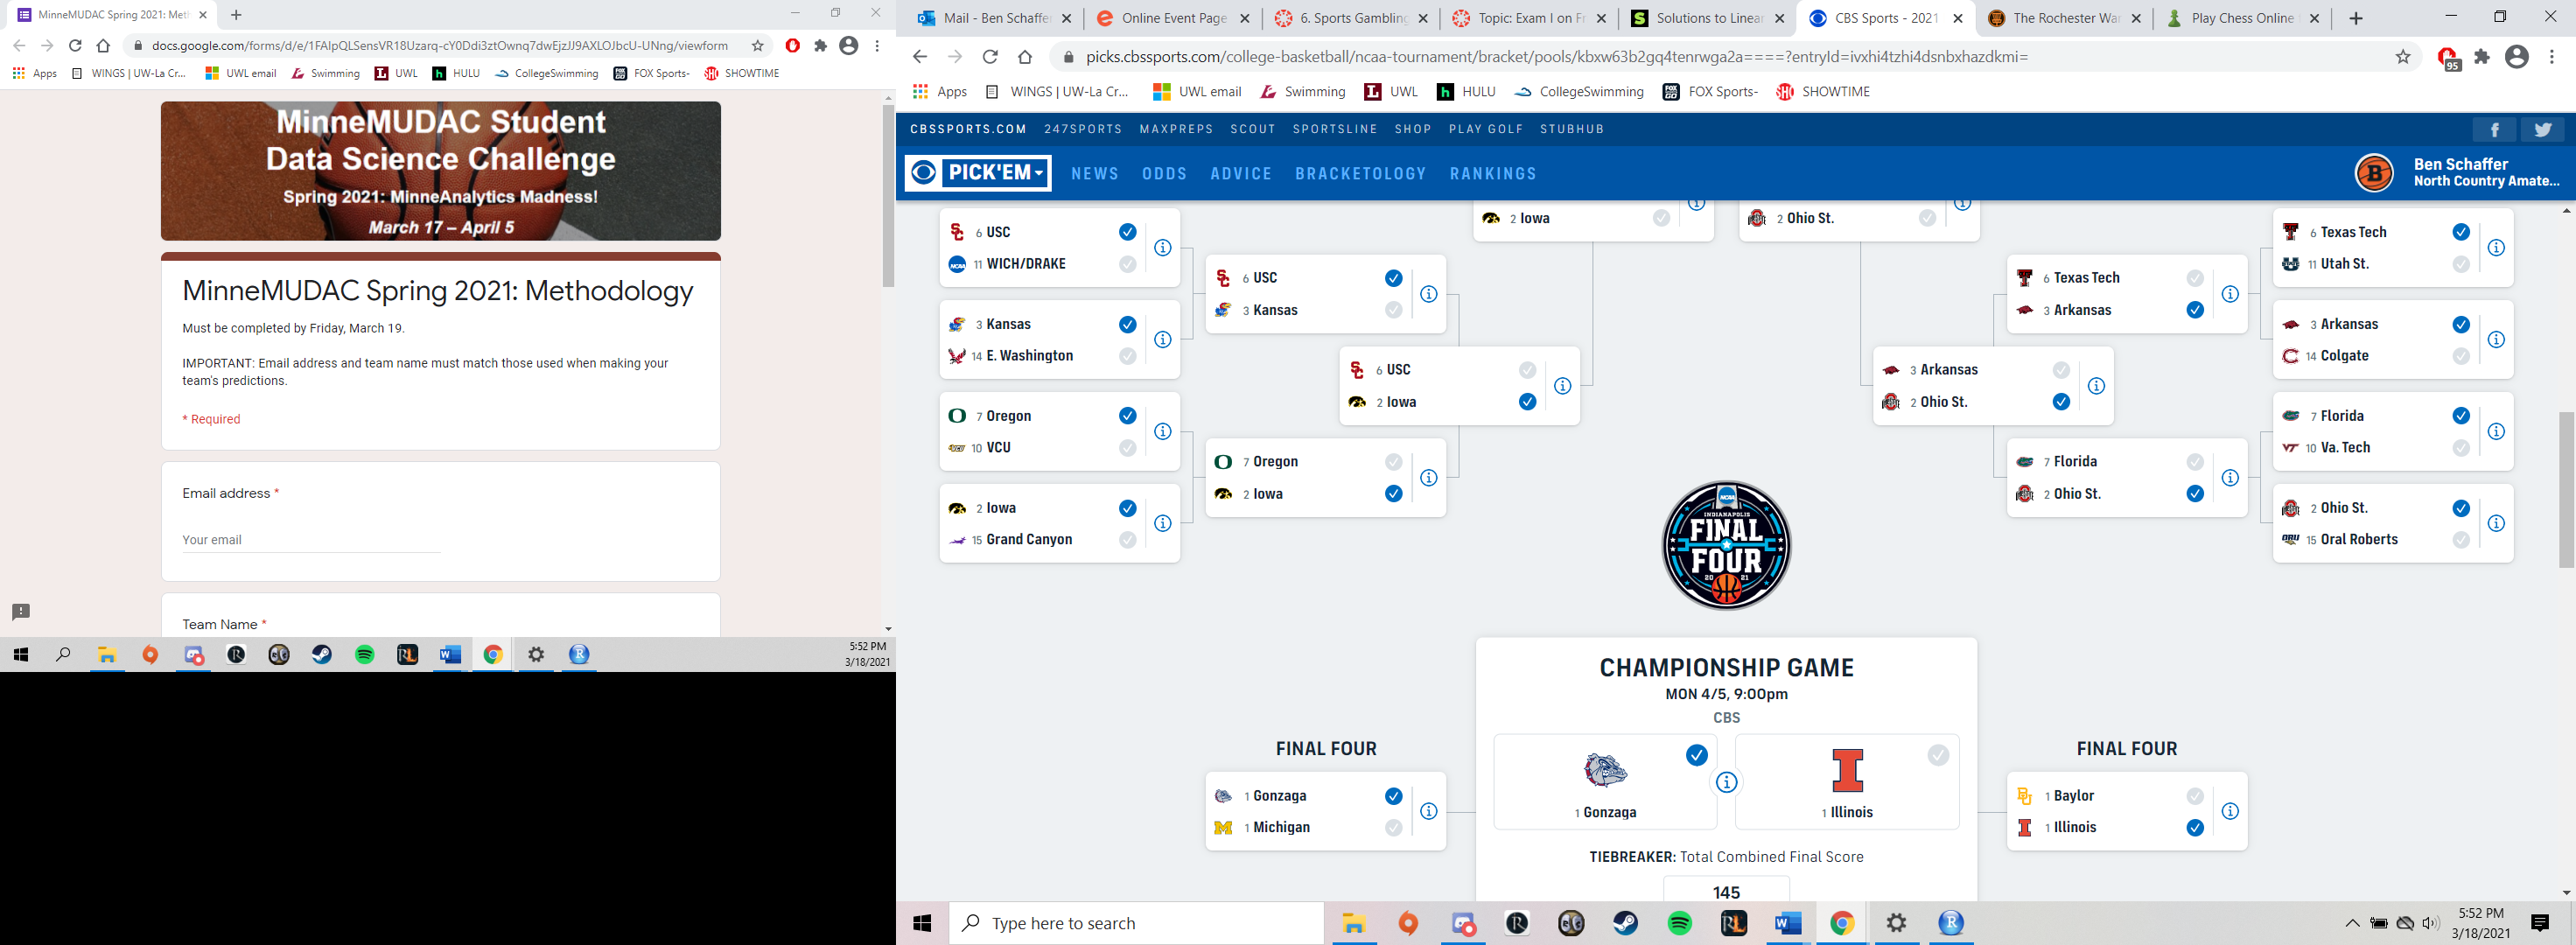 MinneMUDAC Spring 2021: Meth
docs.google.com/forms/d/e/1FAIpQLSensVR18Uzarq-cY0Ddi3ztOwnq7dwEjzJJ9AXLOJbcU-UNng/viewform
Apps WINGS | UW-La Cr... UWL email Swimming UWL HULU CollegeSwimming FOX Sports- SHOWTIME
MinneMUDAC Student
Data Science Challenge
Spring 2021: MinneAnalytics Madness!
March 17 – April 5
MinneMUDAC Spring 2021: Methodology
Must be completed by Friday, March 19.
IMPORTANT: Email address and team name must match those used when making your
team's predictions.
* Required
Email address *
Your email
Team Name *
5:52 PM
3/18/2021
Mail - Ben Schaffe Online Event Page 6. Sports Gambling Topic: Exam I on Fr Solutions to Linear CBS Sports - 2021 The Rochester War Play Chess Online
picks.cbssports.com/college-basketball/ncaa-tournament/bracket/pools/kbxw63b2gq4tenrwga2a====?entryId=ivxhi4tzhi4dsnbxhazdkmi=
95
Apps WINGS | UW-La Cr... UWL email Swimming UWL HULU CollegeSwimming FOX Sports- SHOWTIME
CBSSPORTS.COM 247SPORTS MAXPREPS SCOUT SPORTSLINE SHOP PLAY GOLF STUBHUB
PICK'EM NEWS ODDS ADVICE BRACKETOLOGY RANKINGS
Ben Schaffer
North Country Amate...
6 USC
11 WICH/DRAKE
3 Kansas
14 E. Washington
7 Oregon
10 VCU
2 Iowa
15 Grand Canyon
6 USC
3 Kansas
7 Oregon
2 Iowa
6 USC
2 Iowa
2 Iowa
2 Ohio St.
3 Arkansas
2 Ohio St.
6 Texas Tech
3 Arkansas
7 Florida
2 Ohio St.
6 Texas Tech
11 Utah St.
3 Arkansas
14 Colgate
7 Florida
10 Va. Tech
2 Ohio St.
15 Oral Roberts
NCAA
INDIANAPOLIS
FINAL
FOUR
20 21
CHAMPIONSHIP GAME
MON 4/5, 9:00pm
CBS
1 Gonzaga
1 Illinois
TIEBREAKER: Total Combined Final Score
145
FINAL FOUR
1 Gonzaga
1 Michigan
FINAL FOUR
1 Baylor
1 Illinois
Type here to search
5:52 PM
3/18/2021